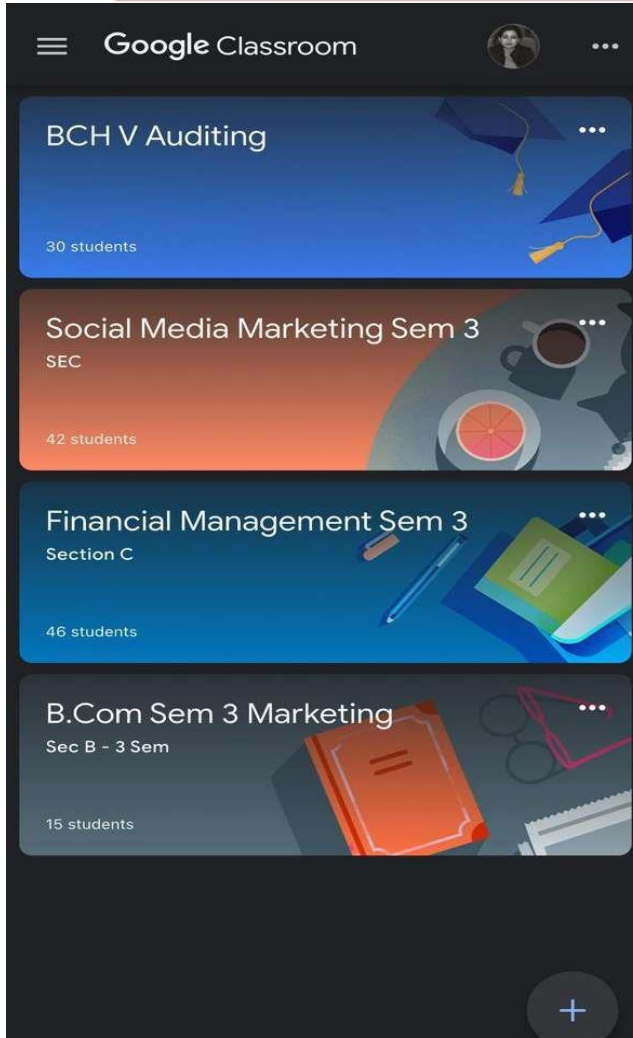 Google Classroom
BCH V Auditing
30 students
Social Media Marketing Sem 3
SEC
42 students
Financial Management Sem 3
Section C
46 students
B.Com Sem 3 Marketing
Sec B - 3 Sem
15 students